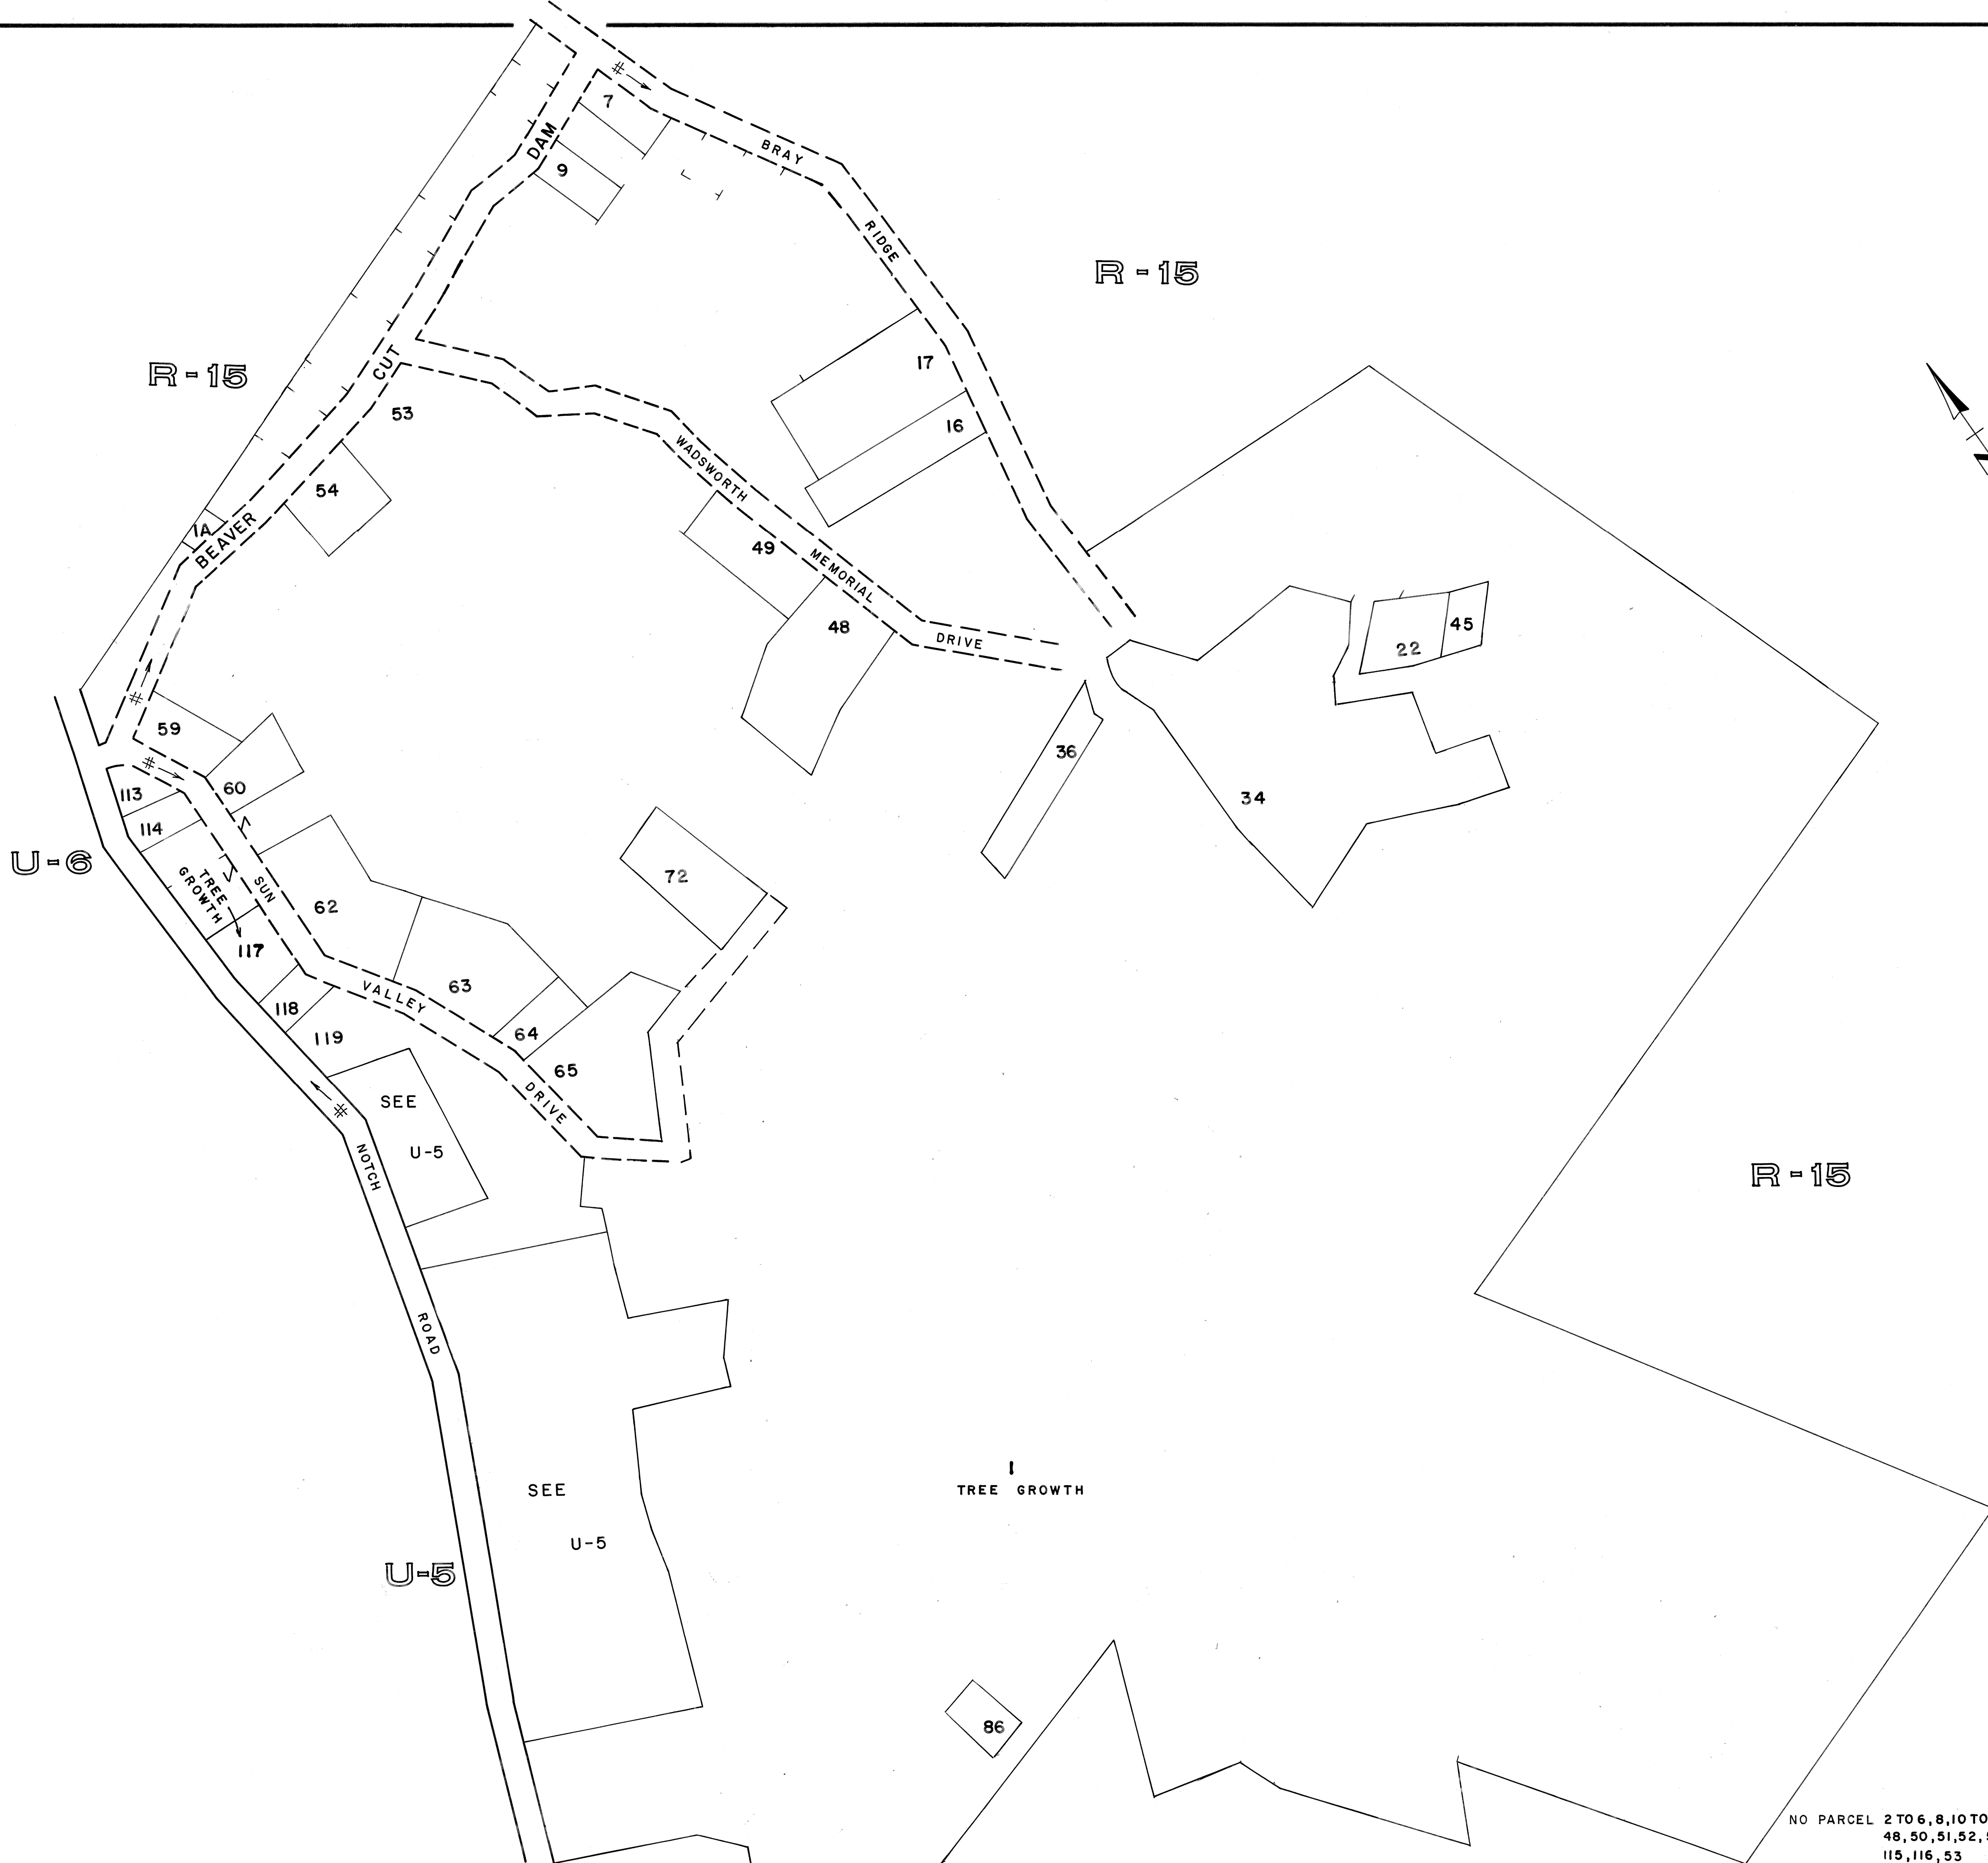 #
7
DAM
9
BRAY
RIDGE
R-15
17
R-15
CUT
53
16
WADSWORTH
54
1A
BEAVER
49
MEMORIAL
48
DRIVE
45
22
#
59
36
#
60
113
34
114
U-6
TREE
GROWTH
SUN
72
62
117
63
VALLEY
118
64
119
65
DRIVE
SEE
#
U-5
NOTCH
R-15
ROAD
1
TREE GROWTH
SEE
U-5
U-5
86
NO PARCEL 2 TO 6, 8, 10 TO
48, 50, 51, 52,
115, 116, 53